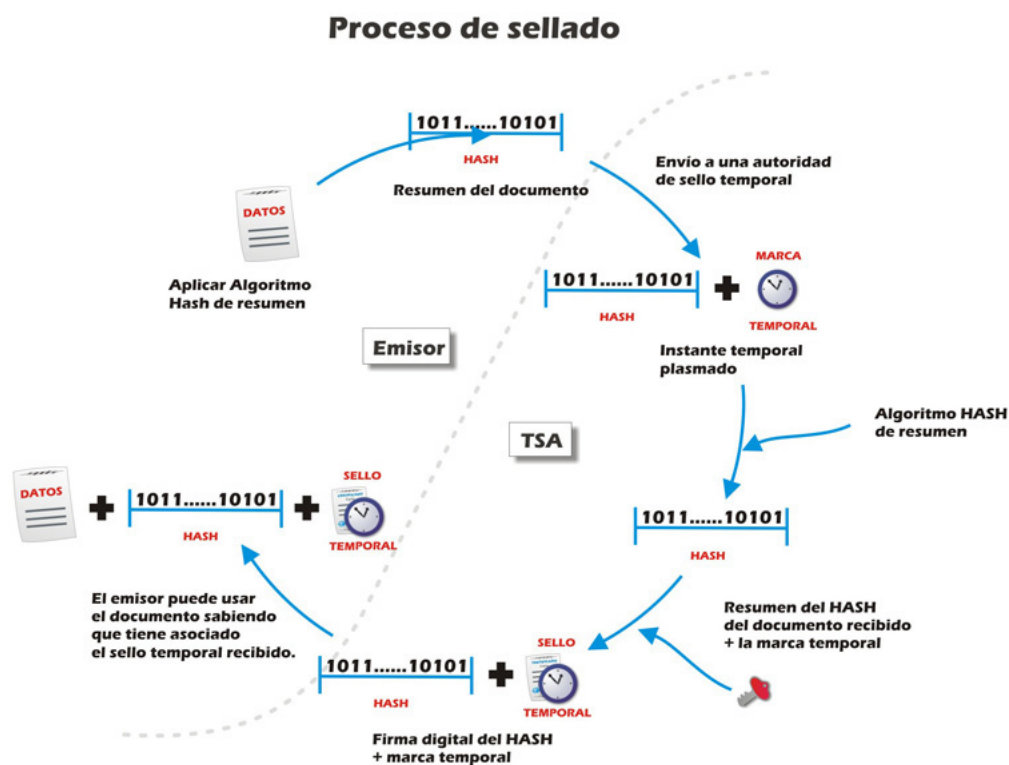 Proceso de sellado
1011......10101
HASH
Resumen del documento
Envío a una autoridad
de sello temporal
DATOS
Aplicar Algoritmo
Hash de resumen
MARCA
1011......10101
HASH
TEMPORAL
Instante temporal
plasmado
Emisor
TSA
Algoritmo HASH
de resumen
DATOS
1011......10101
HASH
SELLO
TEMPORAL
1011......10101
HASH
El emisor puede usar
el documento sabiendo
que tiene asociado
el sello temporal recibido.
Resumen del HASH
del documento recibido
+ la marca temporal
1011......10101
HASH
SELLO
TEMPORAL
Firma digital del HASH
+ marca temporal